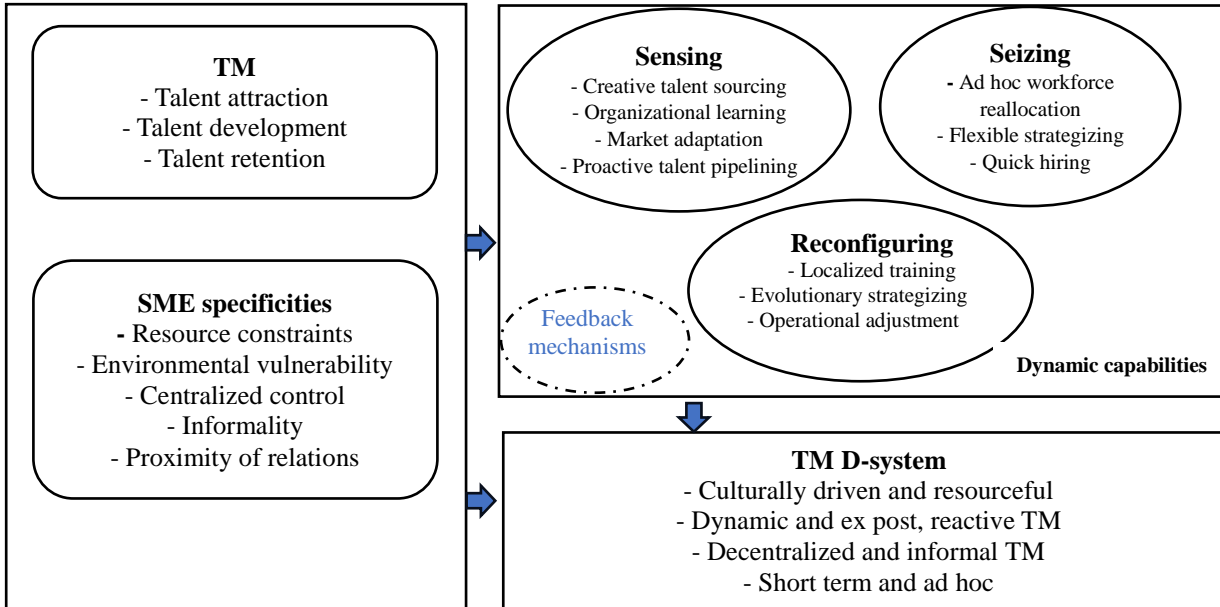 TM
- Talent attraction
- Talent development
- Talent retention
SME specificities
- Resource constraints
- Environmental vulnerability
- Centralized control
- Informality
- Proximity of relations
Sensing
- Creative talent sourcing
- Organizational learning
- Market adaptation
- Proactive talent pipelining
Seizing
- Ad hoc workforce
reallocation
- Flexible strategizing
- Quick hiring
Reconfiguring
- Localized training
- Evolutionary strategizing
- Operational adjustment
Feedback
mechanisms
Dynamic capabilities
TM D-system
- Culturally driven and resourceful
- Dynamic and ex post, reactive TM
- Decentralized and informal TM
- Short term and ad hoc